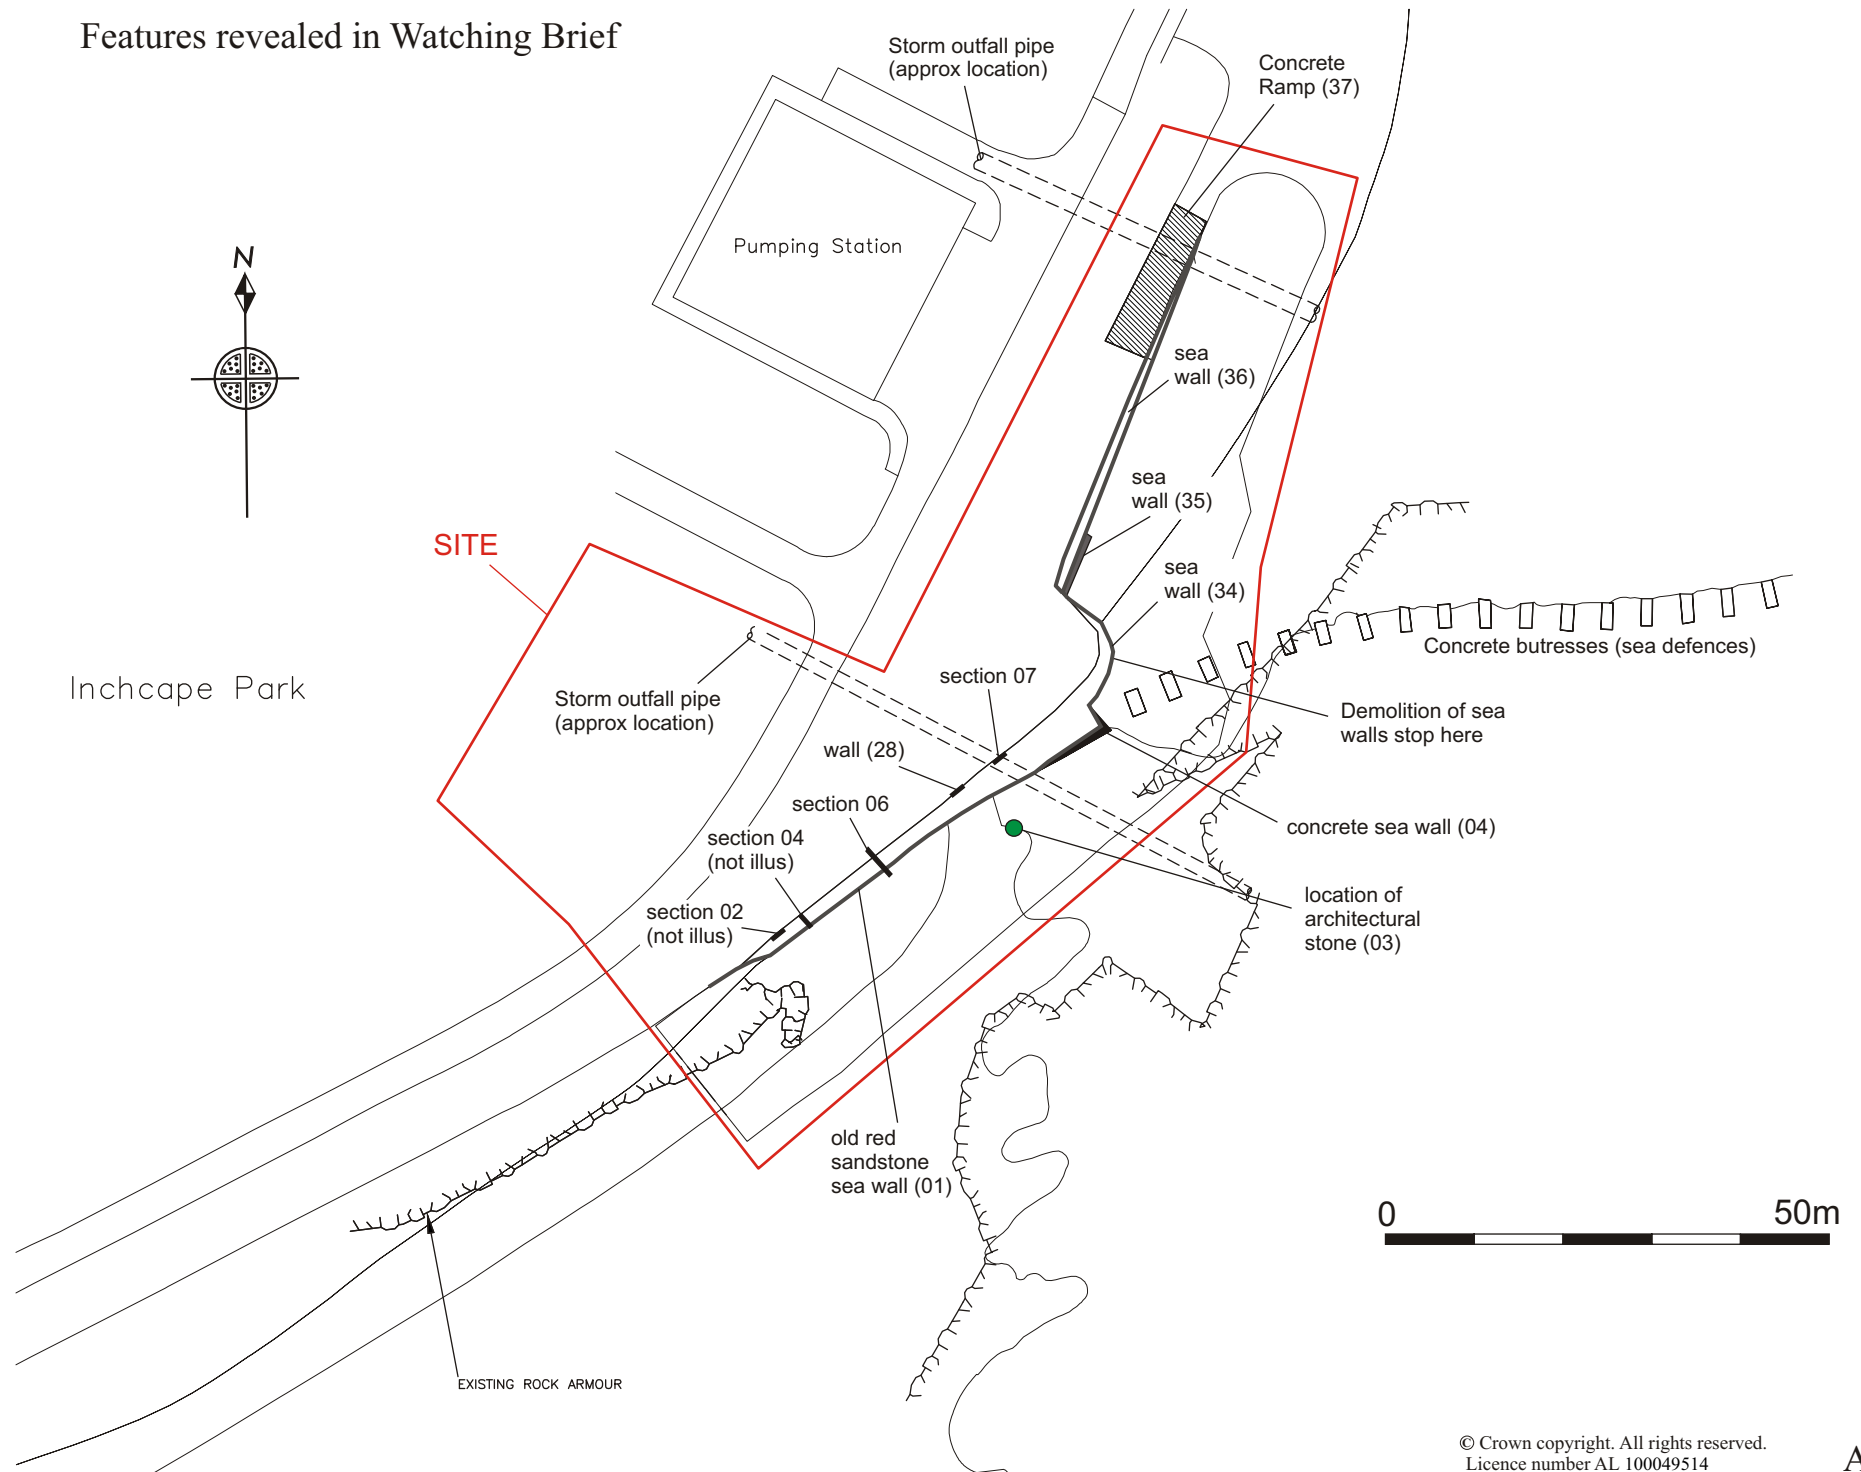 Features revealed in Watching Brief
Storm outfall pipe
(approx location)
Concrete
Ramp (37)
Pumping Station
N
sea
wall (36)
sea
wall (35)
SITE
sea
wall (34)
Concrete butresses (sea defences)
section 07
Inchcape Park
Storm outfall pipe
(approx location)
Demolition of sea
walls stop here
wall (28)
section 06
section 04
(not illus)
concrete sea wall (04)
section 02
(not illus)
location of
architectural
stone (03)
old red
sandstone
sea wall (01)
0
50m
EXISTING ROCK ARMOUR
© Crown copyright. All rights reserved.
Licence number AL 100049514
A